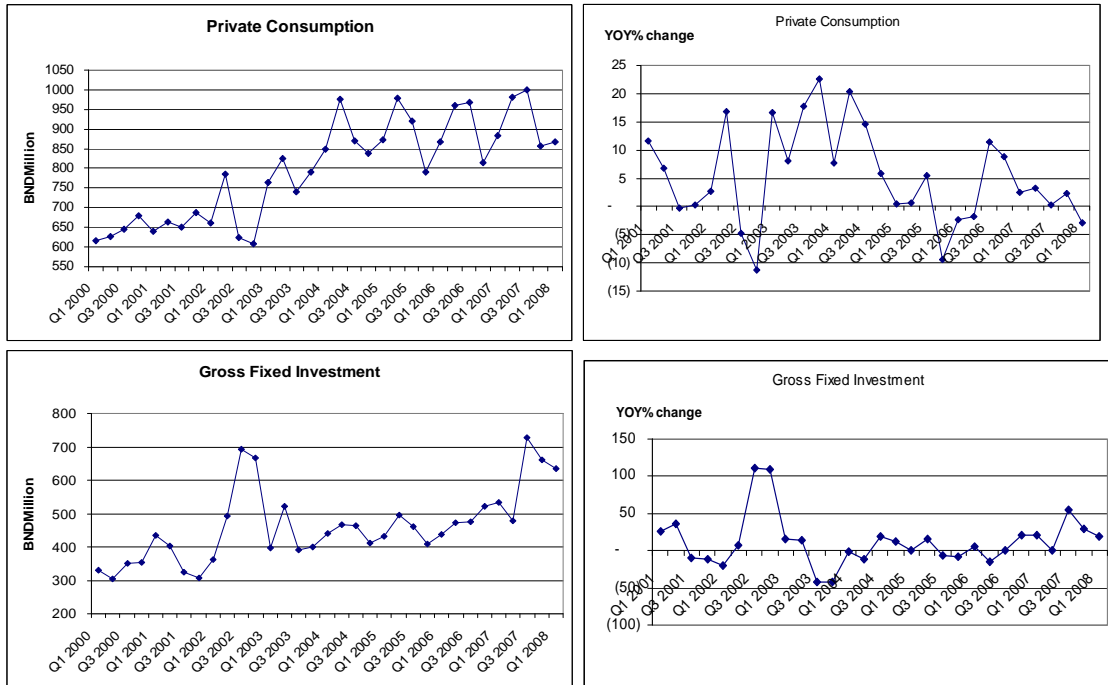 Private Consumption
BNDMillion
1050
1000
950
900
850
800
750
700
650
600
550
Q1 2000
Q3 2000
Q1 2001
Q3 2001
Q1 2002
Q3 2002
Q1 2003
Q3 2003
Q1 2004
Q3 2004
Q1 2005
Q3 2005
Q1 2006
Q3 2006
Q1 2007
Q3 2007
Q1 2008
Private Consumption
YOY% change
25
20
15
10
5
-
(5)
(10)
(15)
Q1 2001
Q3 2001
Q1 2002
Q3 2002
Q1 2003
Q3 2003
Q1 2004
Q3 2004
Q1 2005
Q3 2005
Q1 2006
Q3 2006
Q1 2007
Q3 2007
Q1 2008
Gross Fixed Investment
BNDMillion
800
700
600
500
400
300
200
Q1 2000
Q3 2000
Q1 2001
Q3 2001
Q1 2002
Q3 2002
Q1 2003
Q3 2003
Q1 2004
Q3 2004
Q1 2005
Q3 2005
Q1 2006
Q3 2006
Q1 2007
Q3 2007
Q1 2008
Gross Fixed Investment
YOY% change
150
100
50
-
(50)
(100)
Q1 2001
Q3 2001
Q1 2002
Q3 2002
Q1 2003
Q3 2003
Q1 2004
Q3 2004
Q1 2005
Q3 2005
Q1 2006
Q3 2006
Q1 2007
Q3 2007
Q1 2008